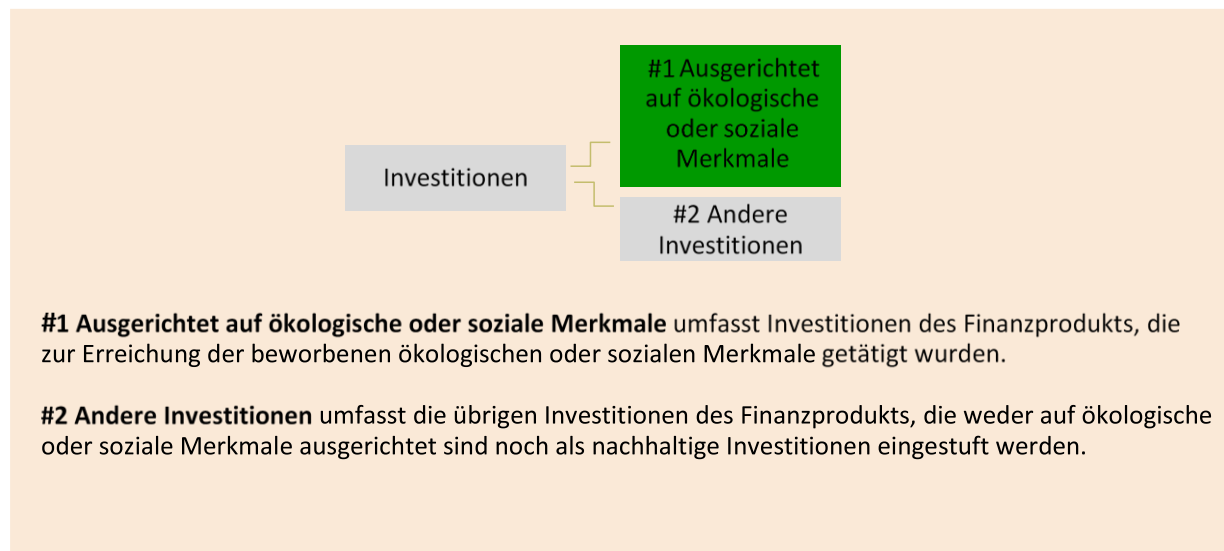 #1 Ausgerichtet
auf ökologische
oder soziale
Merkmale
Investitionen
#2 Andere
Investitionen
#1 Ausgerichtet auf ökologische oder soziale Merkmale umfasst Investitionen des Finanzprodukts, die
zur Erreichung der beworbenen ökologischen oder sozialen Merkmale getätigt wurden.
#2 Andere Investitionen umfasst die übrigen Investitionen des Finanzprodukts, die weder auf ökologische
oder soziale Merkmale ausgerichtet sind noch als nachhaltige Investitionen eingestuft werden.